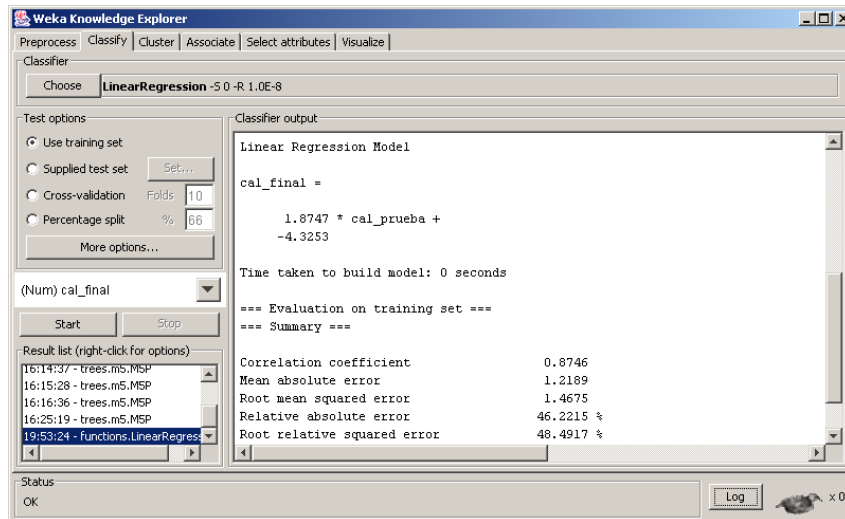 Weka Knowledge Explorer
Preprocess Classify Cluster Associate Select attributes Visualize
Classifier
Choose LinearRegression -S 0 -R 1.0E-8
Test options
Use training set
Supplied test set Set...
Cross-validation Folds 10
Percentage split % 66
More options...
(Num) cal_final
Start Stop
Result list (right-click for options)
16:14:37 - trees.m5.M5P
16:15:28 - trees.m5.M5P
16:16:36 - trees.m5.M5P
16:25:19 - trees.m5.M5P
19:53:24 - functions.LinearRegress
Classifier output
Linear Regression Model
cal_final =
1.8747 * cal_prueba +
-4.3253
Time taken to build model: 0 seconds
=== Evaluation on training set ===
=== Summary ===
Correlation coefficient 0.8746
Mean absolute error 1.2189
Root mean squared error 1.4675
Relative absolute error 46.2215 %
Root relative squared error 48.4917 %
Status
OK
Log
x 0